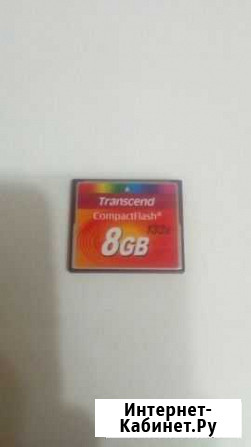 Transcend
CompactFlash®
133x
8GB
Интернет-
Кабинет.Ру